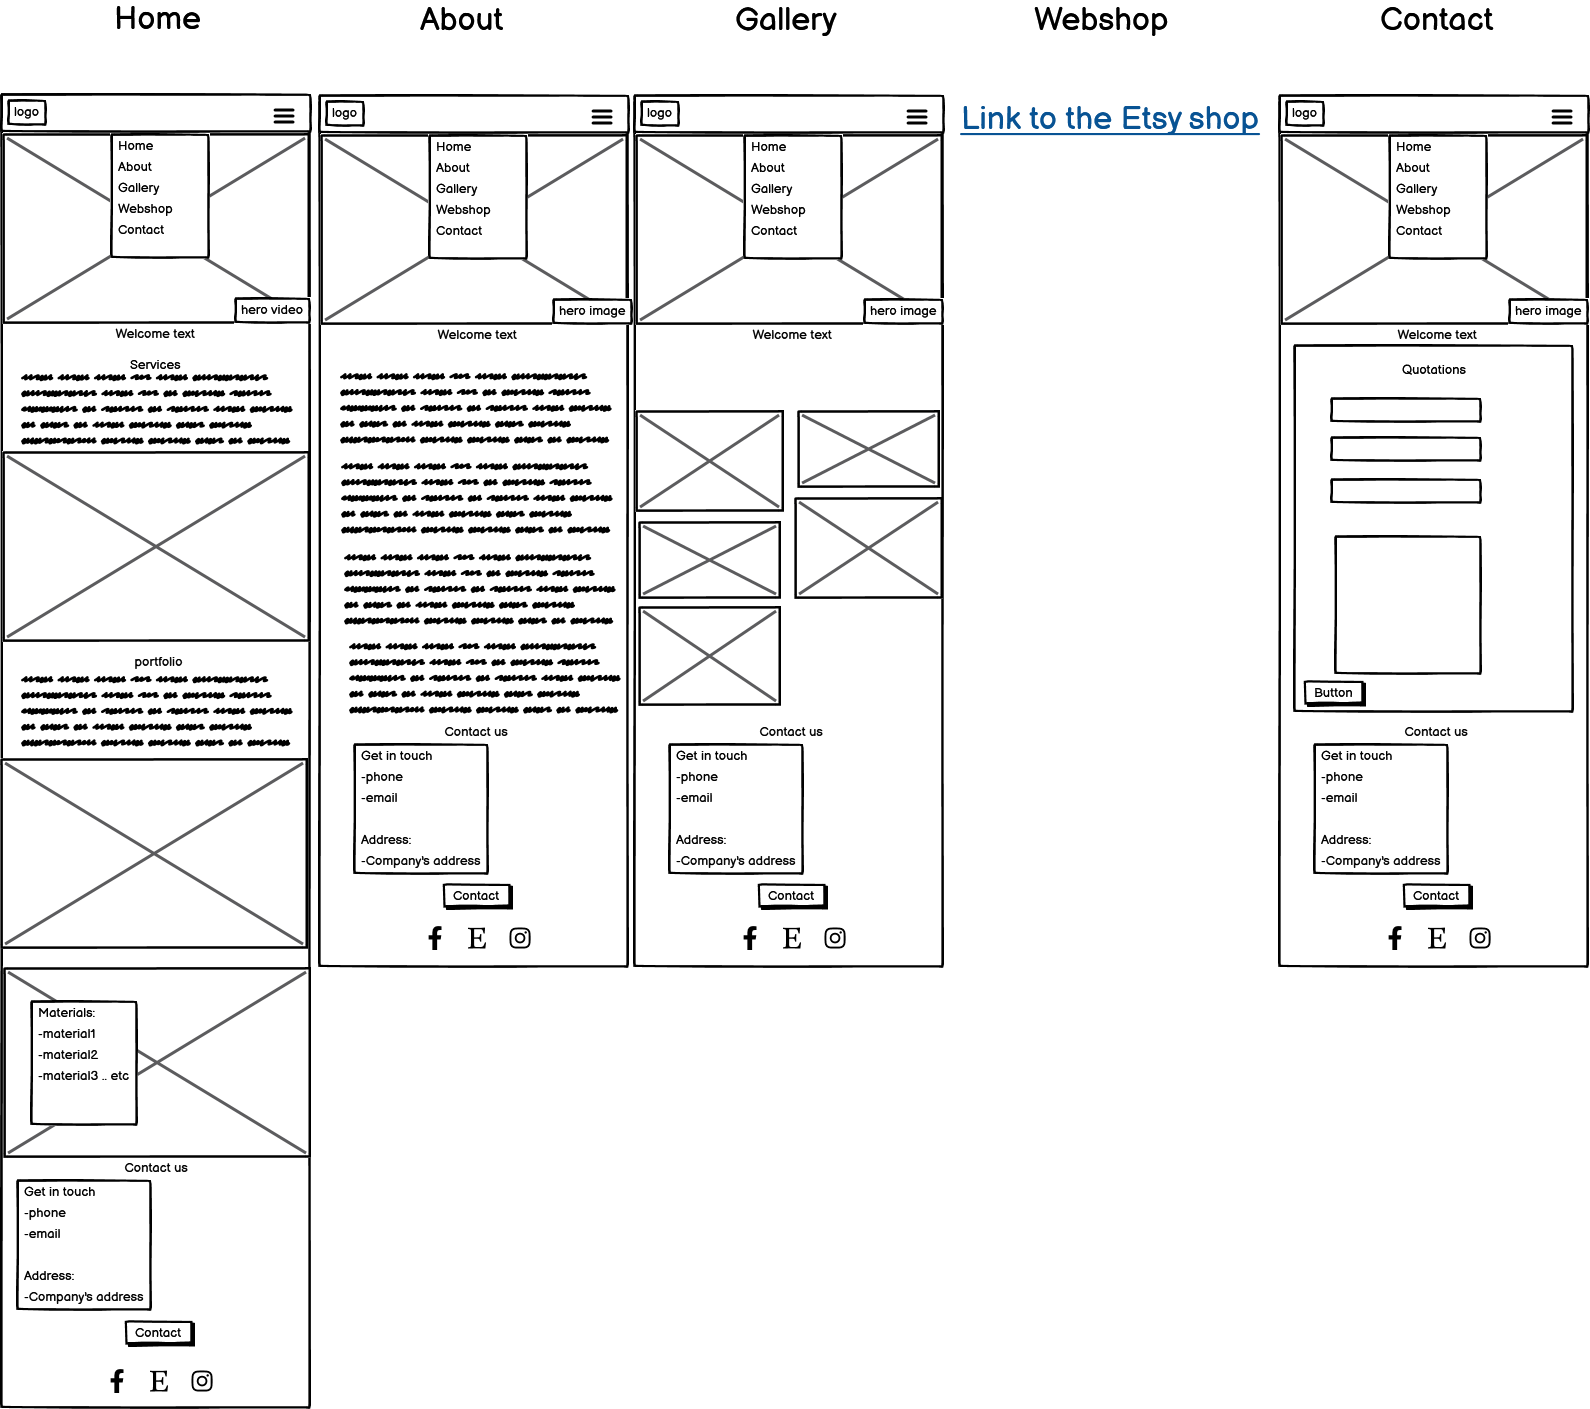 Home
About
Gallery
Webshop
Contact
logo
Home
About
Gallery
Webshop
Contact
hero video
Welcome text
Services
portfolio
Materials:
-material1
-material2
-material3 .. etc
Contact us
Get in touch
-phone
-email
Address:
-Company's address
Contact
logo
Home
About
Gallery
Webshop
Contact
hero image
Welcome text
Contact us
Get in touch
-phone
-email
Address:
-Company's address
Contact
logo
Home
About
Gallery
Webshop
Contact
hero image
Welcome text
Contact us
Get in touch
-phone
-email
Address:
-Company's address
Contact
Link to the Etsy shop
logo
Home
About
Gallery
Webshop
Contact
hero image
Welcome text
Quotations
Button
Contact us
Get in touch
-phone
-email
Address:
-Company's address
Contact